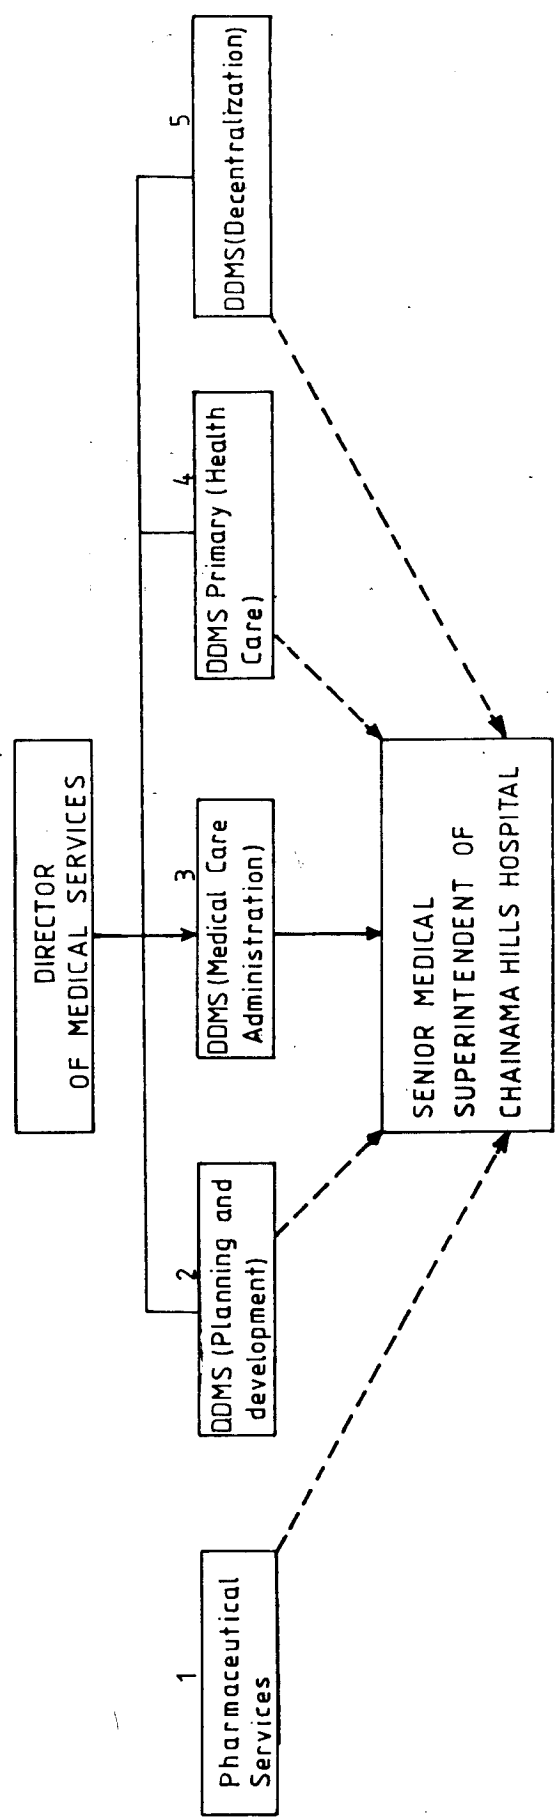 DIRECTOR
OF MEDICAL SERVICES
1
Pharmaceutical
Services
2
DDMS (Planning and
development)
3
DDMS (Medical Care
Administration)
4
DDMS Primary (Health
Care)
5
DDMS(Decentralization)
SENIOR MEDICAL
SUPERINTENDENT OF
CHAINAMA HILLS HOSPITAL